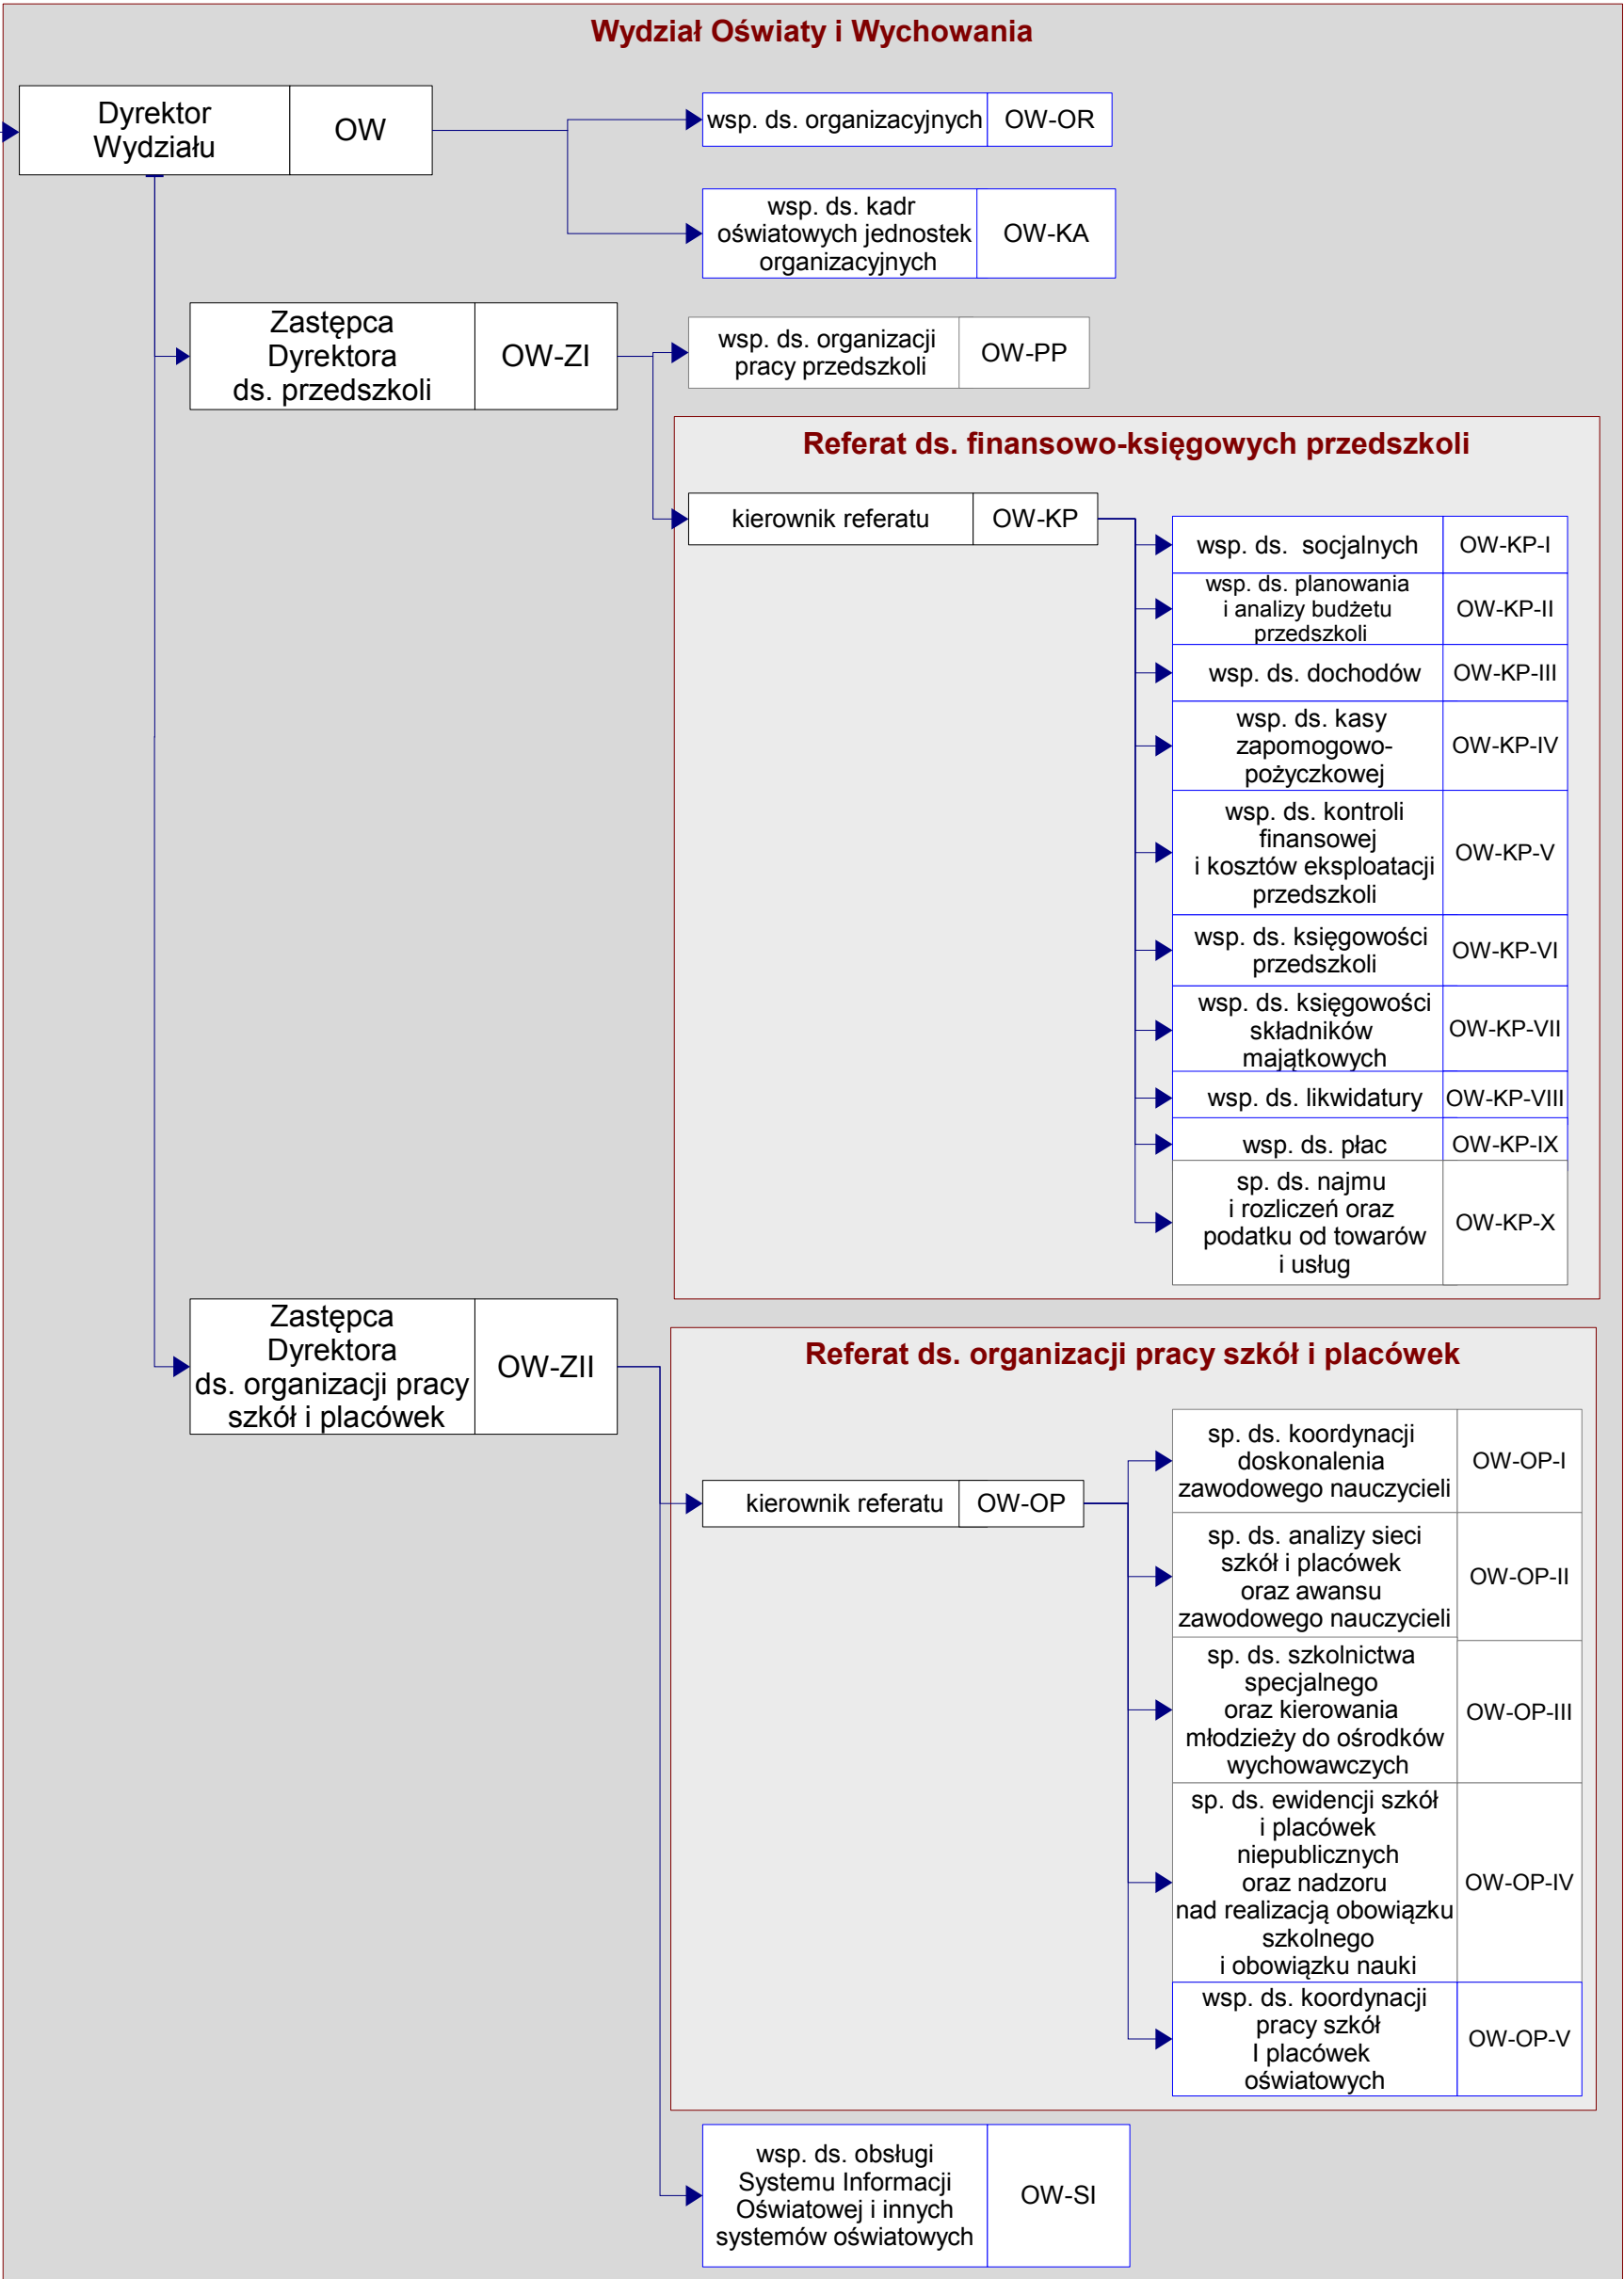 Wydział Oświaty i Wychowania
Dyrektor
Wydziału
OW
wsp. ds. organizacyjnych
OW-OR
wsp. ds. kadr
oświatowych jednostek
organizacyjnych
OW-KA
Zastępca
Dyrektora
ds. przedszkoli
OW-ZI
wsp. ds. organizacji
pracy przedszkoli
OW-PP
Referat ds. finansowo-księgowych przedszkoli
kierownik referatu
OW-KP
wsp. ds. socjalnych
OW-KP-I
wsp. ds. planowania
i analizy budżetu
przedszkoli
OW-KP-II
wsp. ds. dochodów
OW-KP-III
wsp. ds. kasy
zapomogowo-
pożyczkowej
OW-KP-IV
wsp. ds. kontroli
finansowej
i kosztów eksploatacji
przedszkoli
OW-KP-V
wsp. ds. księgowości
przedszkoli
OW-KP-VI
wsp. ds. księgowości
składników
majątkowych
OW-KP-VII
wsp. ds. likwidatury
OW-KP-VIII
wsp. ds. płac
OW-KP-IX
sp. ds. najmu
i rozliczeń oraz
podatku od towarów
i usług
OW-KP-X
Zastępca
Dyrektora
ds. organizacji pracy
szkół i placówek
OW-ZII
Referat ds. organizacji pracy szkół i placówek
kierownik referatu
OW-OP
sp. ds. koordynacji
doskonalenia
zawodowego nauczycieli
OW-OP-I
sp. ds. analizy sieci
szkół i placówek
oraz awansu
zawodowego nauczycieli
OW-OP-II
sp. ds. szkolnictwa
specjalnego
oraz kierowania
młodzieży do ośrodków
wychowawczych
OW-OP-III
sp. ds. ewidencji szkół
i placówek
niepublicznych
oraz nadzoru
nad realizacją obowiązku
szkolnego
i obowiązku nauki
OW-OP-IV
wsp. ds. koordynacji
pracy szkół
I placówek
oświatowych
OW-OP-V
wsp. ds. obsługi
Systemu Informacji
Oświatowej i innych
systemów oświatowych
OW-SI